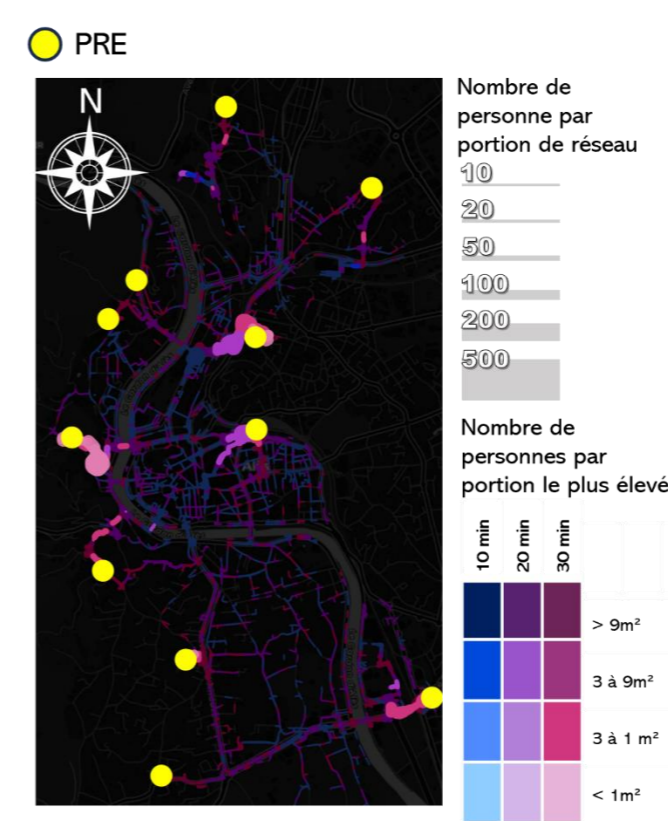 PRE
N
Nombre de
personne par
portion de réseau
10
20
50
100
200
500
Nombre de
personnes par
portion le plus élevé
10 min
20 min
30 min
> 9m²
3 à 9m²
3 à 1 m²
< 1m²